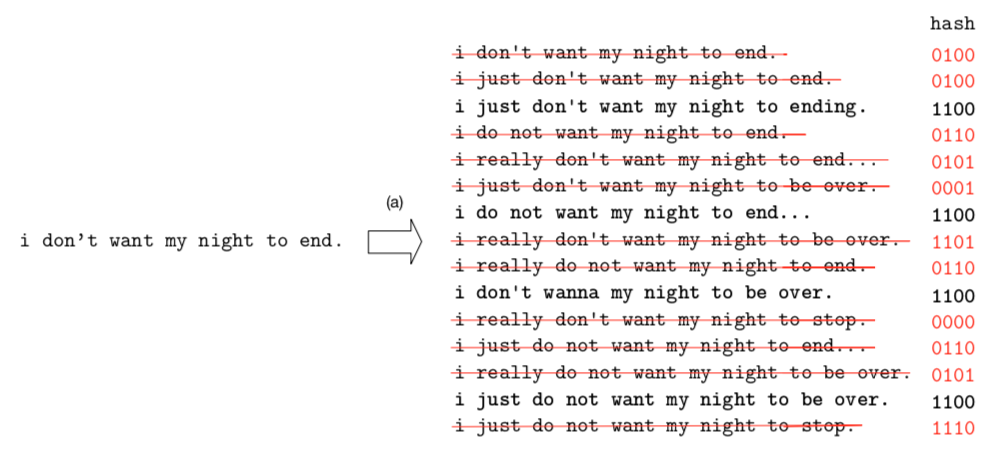 hash
i don't want my night to end. 0100
i just don't want my night to end. 0100
i just don't want my night to ending. 1100
i do not want my night to end. 0110
i really don't want my night to end... 0101
i just don't want my night to be over. 0001
(a)
i do not want my night to end... 1100
i don’t want my night to end.
i really don't want my night to be over. 1101
i really do not want my night to end. 0110
i don't wanna my night to be over. 1100
i really don't want my night to stop. 0000
i just do not want my night to end... 0110
i really do not want my night to be over. 0101
i just do not want my night to be over. 1100
i just do not want my night to stop. 1110